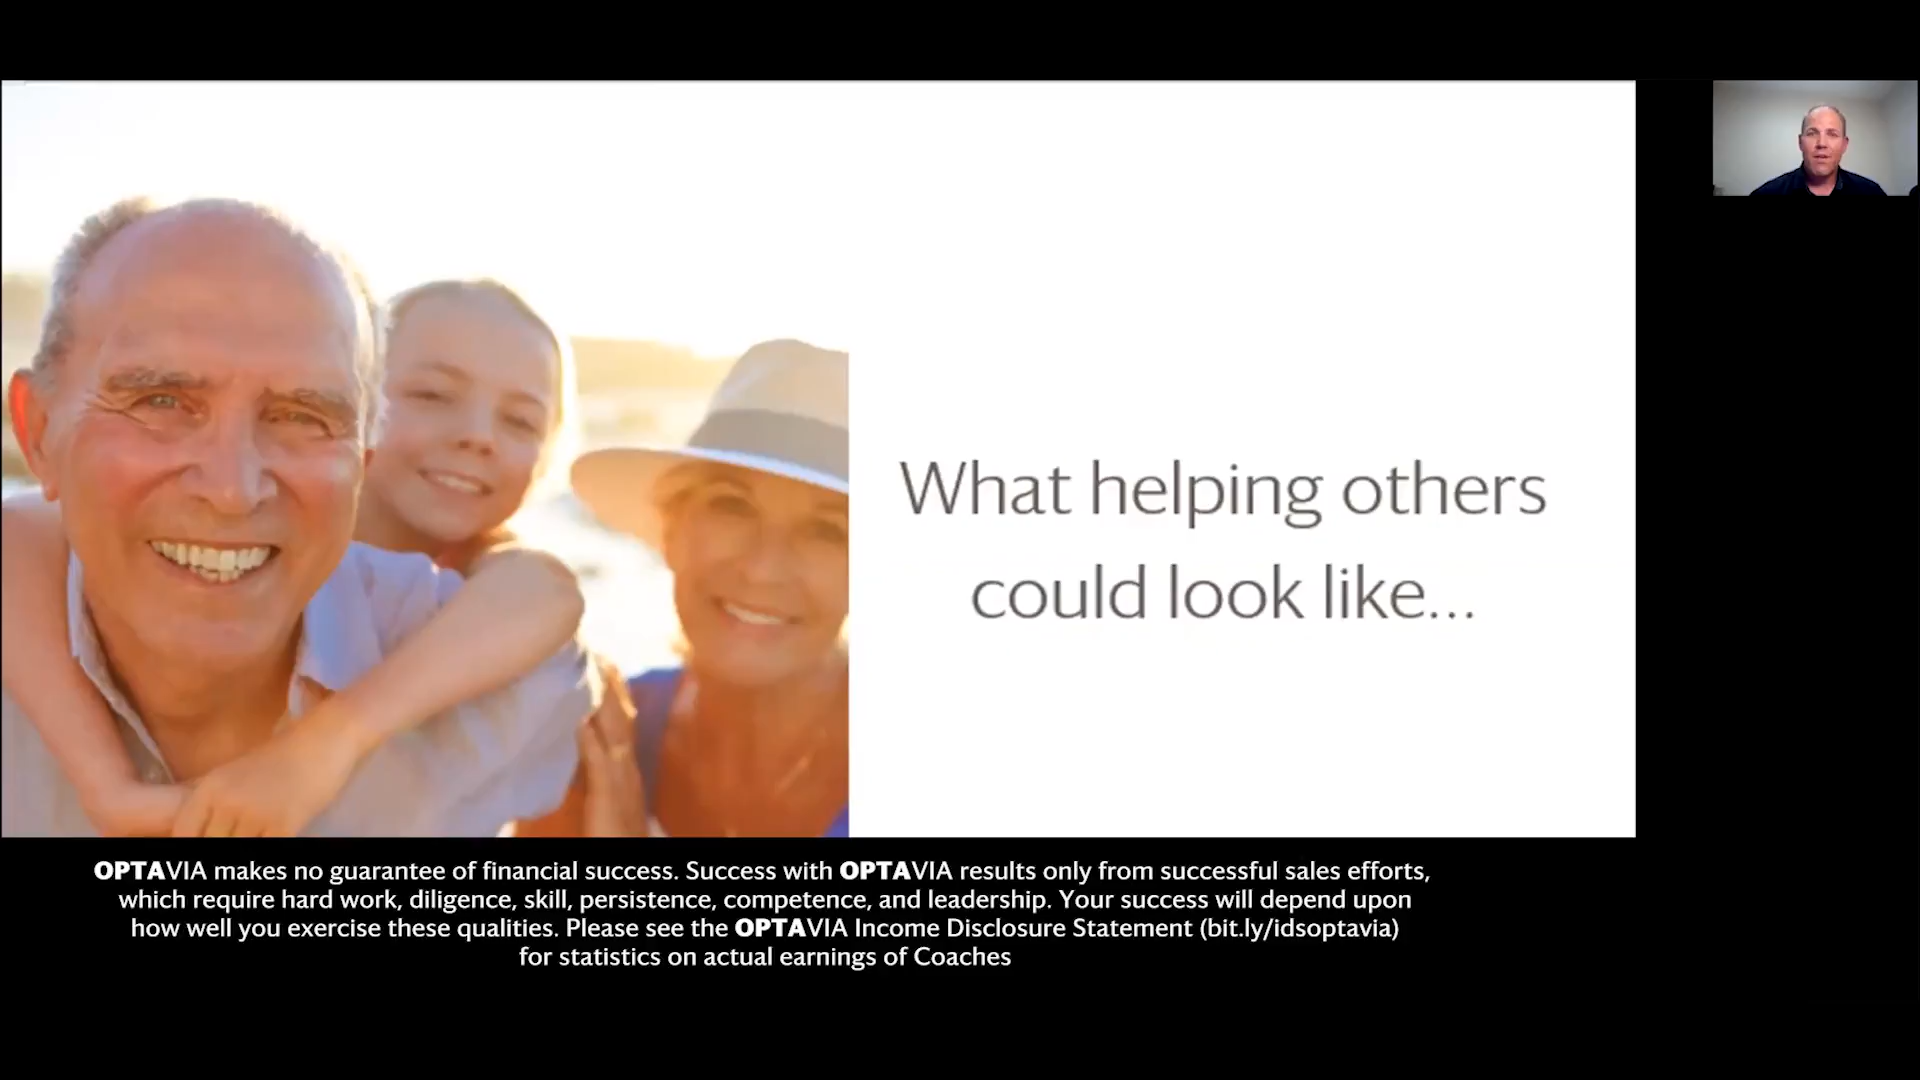 What helping others
could look like...
OPTAVIA makes no guarantee of financial success. Success with OPTAVIA results only from successful sales efforts,
which require hard work, diligence, skill, persistence, competence, and leadership. Your success will depend upon
how well you exercise these qualities. Please see the OPTAVIA Income Disclosure Statement (bit.ly/idsoptavia)
for statistics on actual earnings of Coaches